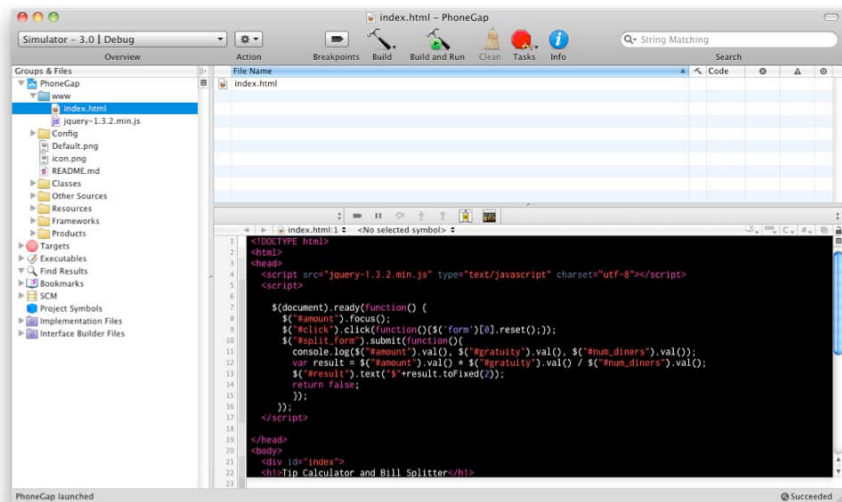 index.html - PhoneGap
Simulator - 3.0 | Debug
String Matching
Overview
Action
Breakpoints
Build
Build and Run
Clean
Tasks
Info
Search
Groups & Files
PhoneGap
www
index.html
jquery-1.3.2.min.js
Config
Default.png
icon.png
README.md
Classes
Other Sources
Resources
Frameworks
Products
Targets
Executables
Find Results
Bookmarks
SCM
Project Symbols
Implementation Files
Interface Builder Files
File Name
Code
index.html
index.html:1
<No selected symbol>
1 <!DOCTYPE html>
2 <html>
3 <head>
4 <script src="jquery-1.3.2.min.js" type="text/javascript" charset="utf-8"></script>
5 <script>
6
7 $(document).ready(function() {
8 $("#amount").focus();
9 $("#click").click(function(){$('form')[0].reset();});
10 $("#split_form").submit(function(){
11 console.log($("#amount").val(), $("#gratuity").val(), $("#num_diners").val());
12 var result = $("#amount").val() * $("#gratuity").val() / $("#num_diners").val();
13 $("#result").text("$"+result.toFixed(2));
14 return false;
15 });
16 });
17 </script>
18
19 </head>
20 <body>
21 <div id="index">
22 <h1>Tip Calculator and Bill Splitter</h1>
23
PhoneGap launched
Succeeded